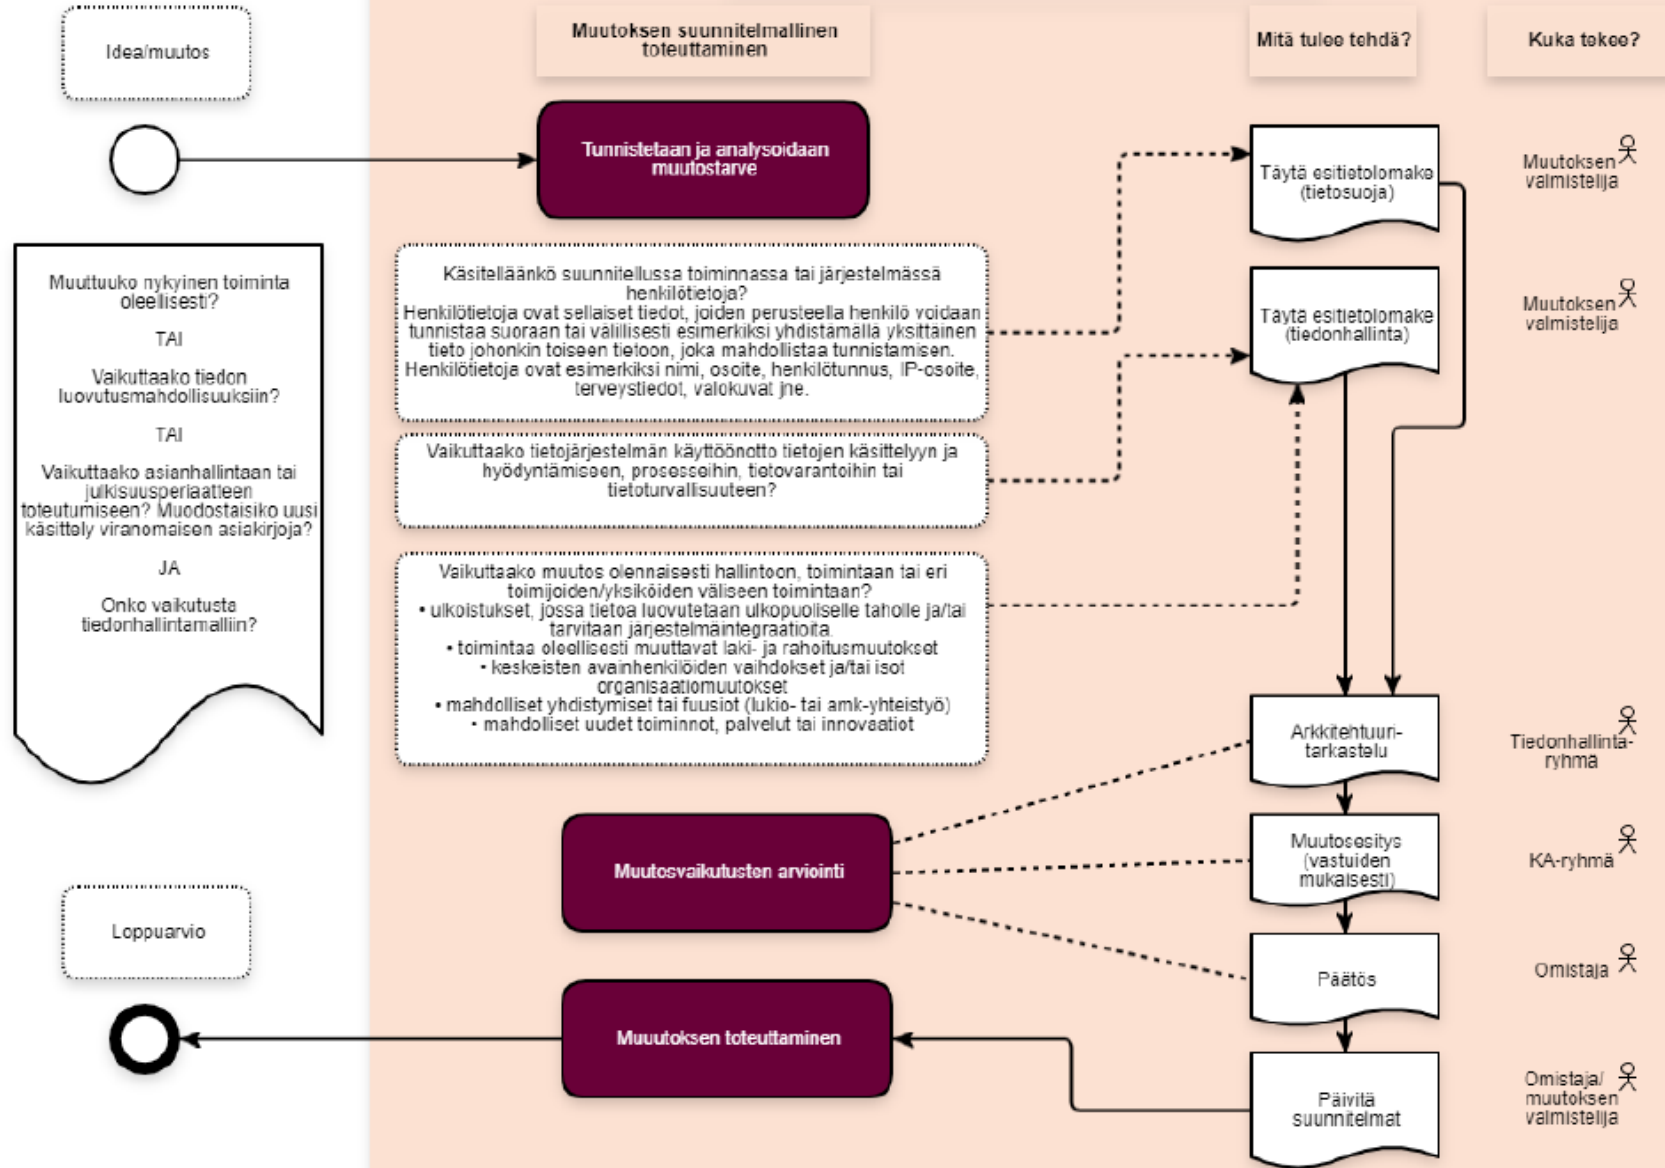 Idea/muutos
Muutoksen suunnitelmallinen
toteuttaminen
Mitä tulee tehdä?
Kuka tekee?
Tunnistetaan ja analysoidaan
muutostarve
Täytä esitietolomake
(tietosuoja)
Muutoksen
valmistelija
Muuttuuko nykyinen toiminta
oleellisesti?
TAI
Vaikuttaako tiedon
luovutusmahdollisuuksiin?
TAI
Vaikuttaako asianhallintaan tai
julkisuusperiaatteen
toteutumiseen? Muodostaisiko uusi
käsittely viranomaisen asiakirjoja?
JA
Onko vaikutusta
tiedonhallintamalliin?
Käsitelläänkö suunnitellussa toiminnassa tai järjestelmässä
henkilötietoja?
Henkilötietoja ovat sellaiset tiedot, joiden perusteella henkilö voidaan
tunnistaa suoraan tai välillisesti esimerkiksi yhdistämällä yksittäinen
tieto johonkin toiseen tietoon, joka mahdollistaa tunnistamisen.
Henkilötietoja ovat esimerkiksi nimi, osoite, henkilötunnus, IP-osoite,
terveystiedot, valokuvat jne.
Täytä esitietolomake
(tiedonhallinta)
Muutoksen
valmistelija
Vaikuttaako tietojärjestelmän käyttöönotto tietojen käsittelyyn ja
hyödyntämiseen, prosesseihin, tietovarantoihin tai
tietoturvallisuuteen?
Vaikuttaako muutos olennaisesti hallintoon, toimintaan tai eri
toimijoiden/yksiköiden väliseen toimintaan?
• ulkoistukset, jossa tietoa luovutetaan ulkopuoliselle taholle ja/tai
tarvitaan järjestelmäintegraatioita.
• toimintaa oleellisesti muuttavat laki- ja rahoitusmuutokset
• keskeisten avainhenkilöiden vaihdokset ja/tai isot
organisaatiomuutokset
• mahdolliset yhdistymiset tai fuusiot (lukio- tai amk-yhteistyö)
• mahdolliset uudet toiminnot, palvelut tai innovaatiot
Arkkitehtuuri-
tarkastelu
Tiedonhallinta-
ryhmä
Muutosvaikutusten arviointi
Muutosesitys
(vastuiden
mukaisesti)
KA-ryhmä
Loppuarvio
Päätös
Omistaja
Muuutoksen toteuttaminen
Päivitä
suunnitelmat
Omistaja/
muutoksen
valmistelija